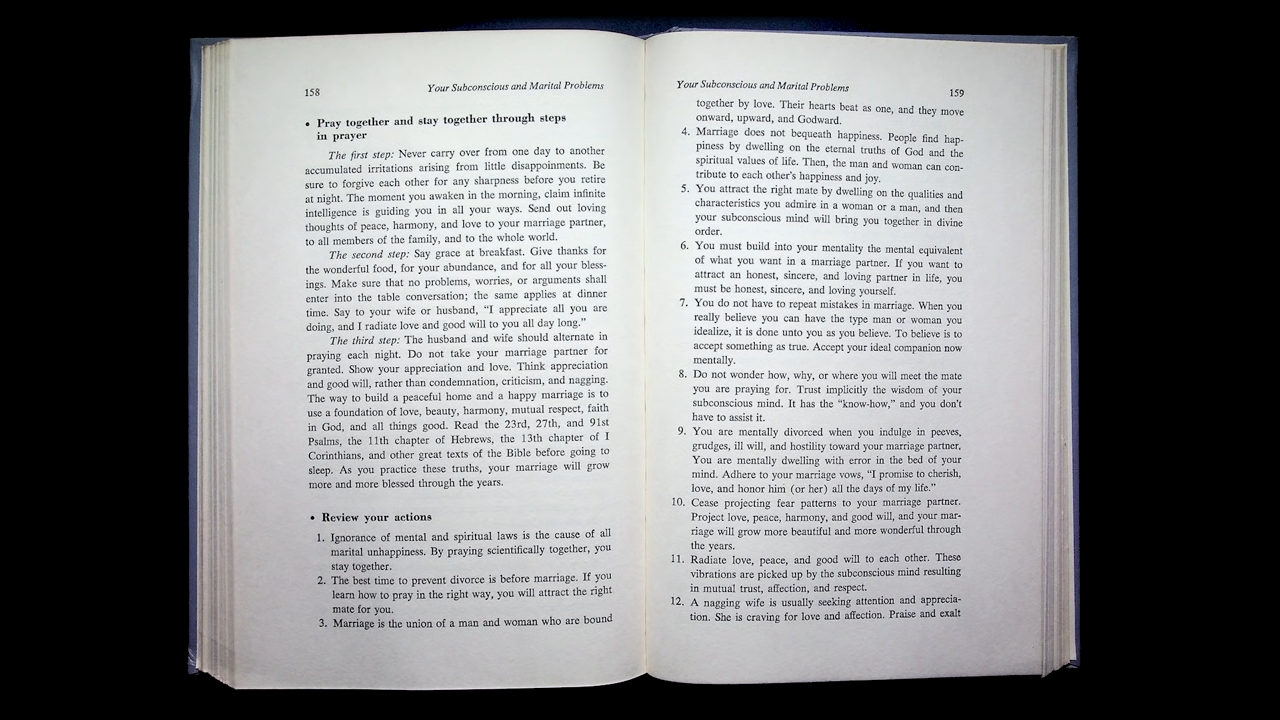 158
Your Subconscious and Marital Problems
• Pray together and stay together through steps
in prayer
The first step: Never carry over from one day to another
accumulated irritations arising from little disappoinments. Be
sure to forgive each other for any sharpness before you retire
at night. The moment you awaken in the morning, claim infinite
intelligence is guiding you in all your ways. Send out loving
thoughts of peace, harmony, and love to your marriage partner,
to all members of the family, and to the whole world.
The second step: Say grace at breakfast. Give thanks for
the wonderful food, for your abundance, and for all your bless-
ings. Make sure that no problems, worries, or arguments shall
enter into the table conversation; the same applies at dinner
time. Say to your wife or husband, “I appreciate all you are
doing, and I radiate love and good will to you all day long.”
The third step: The husband and wife should alternate in
praying each night. Do not take your marriage partner for
granted. Show your appreciation and love. Think appreciation
and good will, rather than condemnation, criticism, and nagging.
The way to build a peaceful home and a happy marriage is to
use a foundation of love, beauty, harmony, mutual respect, faith
in God, and all things good. Read the 23rd, 27th, and 91st
Psalms, the 11th chapter of Hebrews, the 13th chapter of I
Corinthians, and other great texts of the Bible before going to
sleep. As you practice these truths, your marriage will grow
more and more blessed through the years.
• Review your actions
1. Ignorance of mental and spiritual laws is the cause of all
marital unhappiness. By praying scientifically together, you
stay together.
2. The best time to prevent divorce is before marriage. If you
learn how to pray in the right way, you will attract the right
mate for you.
3. Marriage is the union of a man and woman who are bound
Your Subconscious and Marital Problems
159
together by love. Their hearts beat as one, and they move
onward, upward, and Godward.
4. Marriage does not bequeath happiness. People find hap-
piness by dwelling on the eternal truths of God and the
spiritual values of life. Then, the man and woman can con-
tribute to each other’s happiness and joy.
5. You attract the right mate by dwelling on the qualities and
characteristics you admire in a woman or a man, and then
your subconscious mind will bring you together in divine
order.
6. You must build into your mentality the mental equivalent
of what you want in a marriage partner. If you want to
attract an honest, sincere, and loving partner in life, you
must be honest, sincere, and loving yourself.
7. You do not have to repeat mistakes in marriage. When you
really believe you can have the type man or woman you
idealize, it is done unto you as you believe. To believe is to
accept something as true. Accept your ideal companion now
mentally.
8. Do not wonder how, why, or where you will meet the mate
you are praying for. Trust implicitly the wisdom of your
subconscious mind. It has the “know-how,” and you don’t
have to assist it.
9. You are mentally divorced when you indulge in peeves,
grudges, ill will, and hostility toward your marriage partner.
You are mentally dwelling with error in the bed of your
mind. Adhere to your marriage vows, “I promise to cherish,
love, and honor him (or her) all the days of my life.”
10. Cease projecting fear patterns to your marriage partner.
Project love, peace, harmony, and good will, and your mar-
riage will grow more beautiful and more wonderful through
the years.
11. Radiate love, peace, and good will to each other. These
vibrations are picked up by the subconscious mind resulting
in mutual trust, affection, and respect.
12. A nagging wife is usually seeking attention and apprecia-
tion. She is craving for love and affection. Praise and exalt